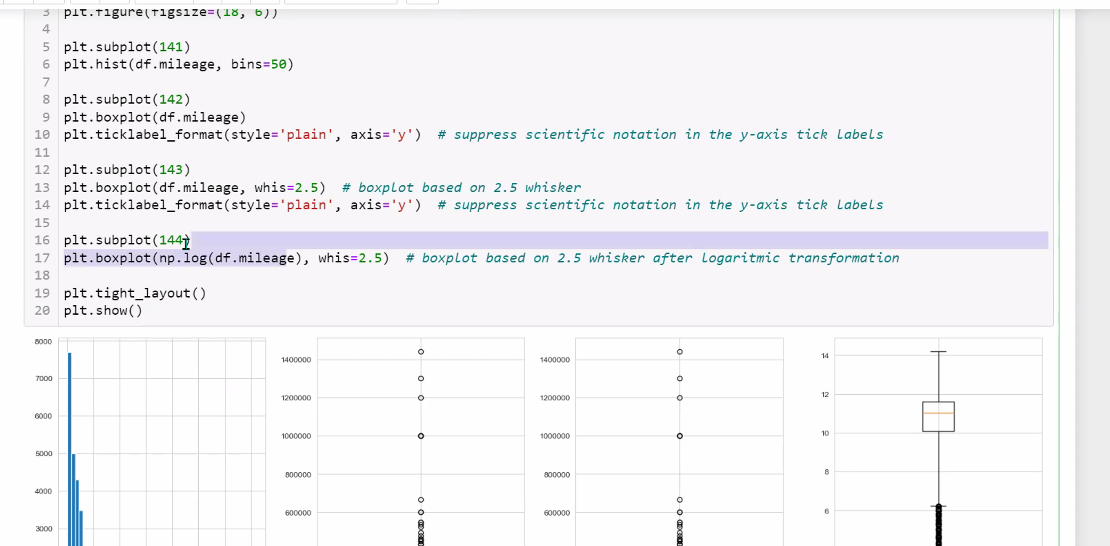 3 plt.figure(figsize=(18, 6))
4
5 plt.subplot(141)
6 plt.hist(df.mileage, bins=50)
7
8 plt.subplot(142)
9 plt.boxplot(df.mileage)
10 plt.ticklabel_format(style='plain', axis='y')  # suppress scientific notation in the y-axis tick labels
11
12 plt.subplot(143)
13 plt.boxplot(df.mileage, whis=2.5)  # boxplot based on 2.5 whisker
14 plt.ticklabel_format(style='plain', axis='y')  # suppress scientific notation in the y-axis tick labels
15
16 plt.subplot(144)
17 plt.boxplot(np.log(df.mileage), whis=2.5)  # boxplot based on 2.5 whisker after logaritmic transformation
18
19 plt.tight_layout()
20 plt.show()
8000
7000
6000
5000
4000
3000
1400000
1200000
1000000
800000
600000
1400000
1200000
1000000
800000
600000
14
12
10
8
6